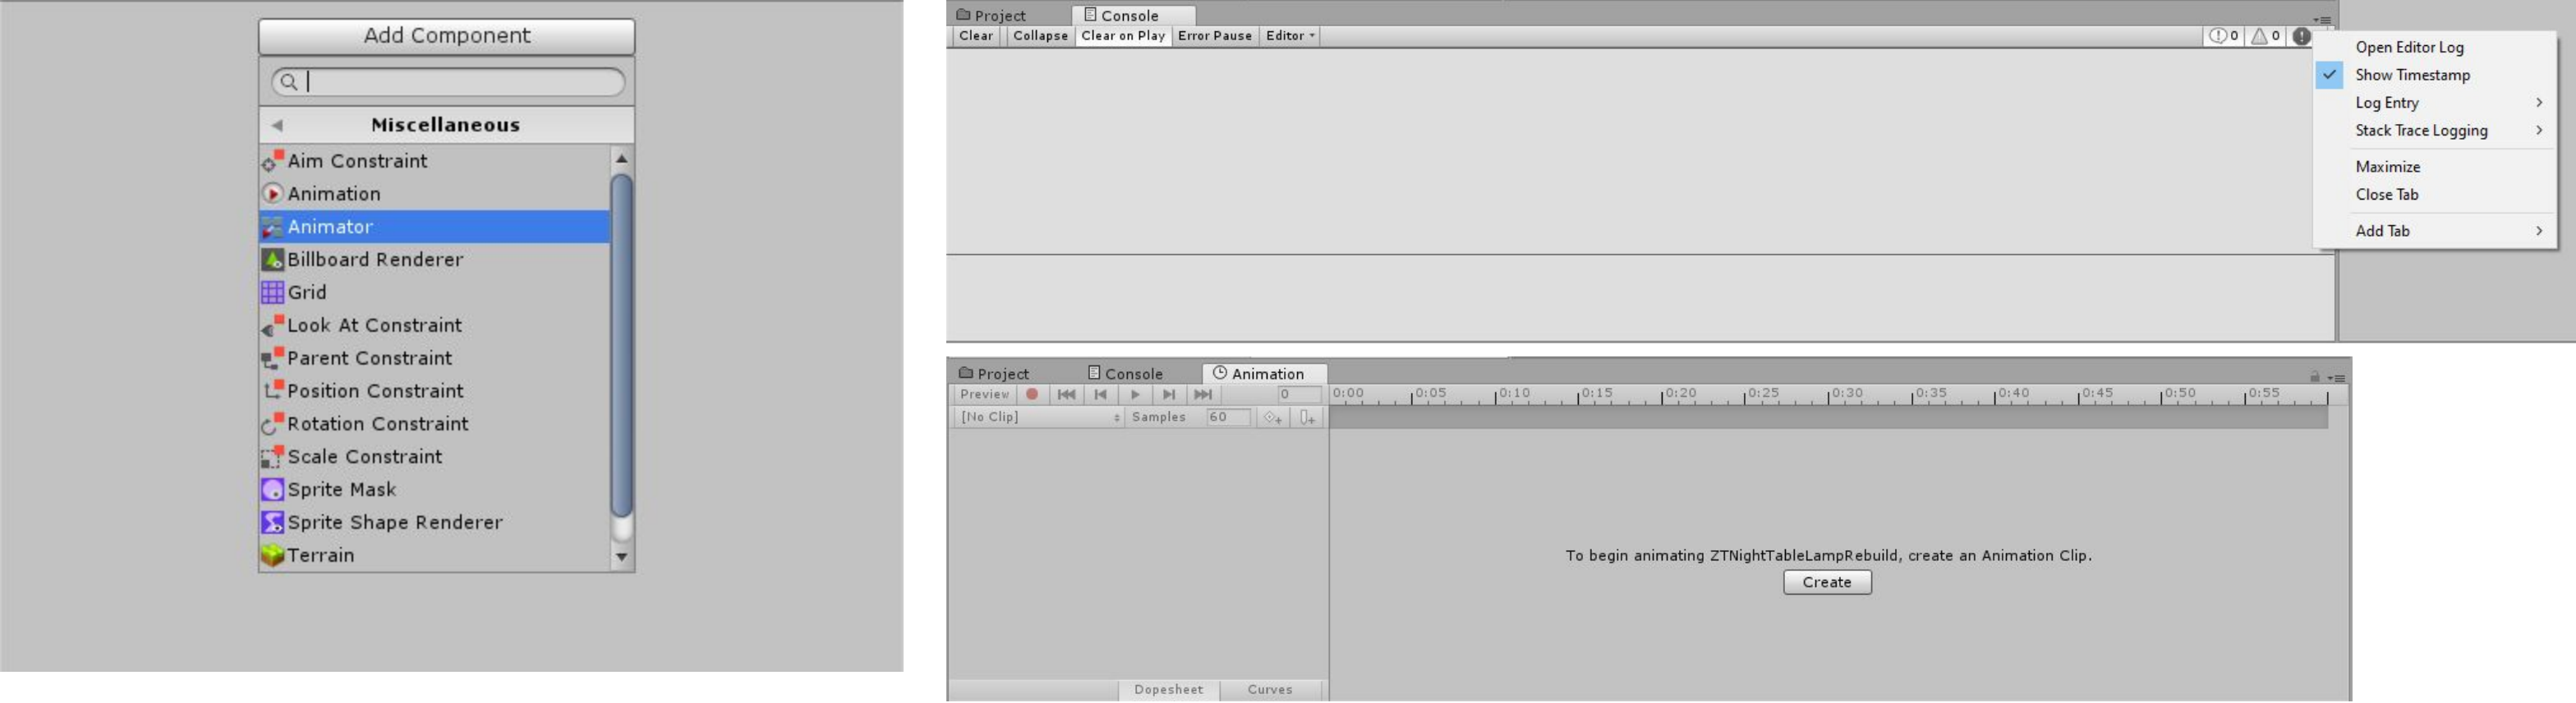 Add Component
Miscellaneous
Aim Constraint
Animation
Animator
Billboard Renderer
Grid
Look At Constraint
Parent Constraint
Position Constraint
Rotation Constraint
Scale Constraint
Sprite Mask
Sprite Shape Renderer
Terrain
Project Console
Clear Collapse Clear on Play Error Pause Editor 0 0
Open Editor Log
Show Timestamp
Log Entry
Stack Trace Logging
Maximize
Close Tab
Add Tab
Project Console Animation
Preview 0 0:00 0:05 0:10 0:15 0:20 0:25 0:30 0:35 0:40 0:45 0:50 0:55
[No Clip] Samples 60
To begin animating ZTNightTableLampRebuild, create an Animation Clip.
Create
Dopesheet Curves